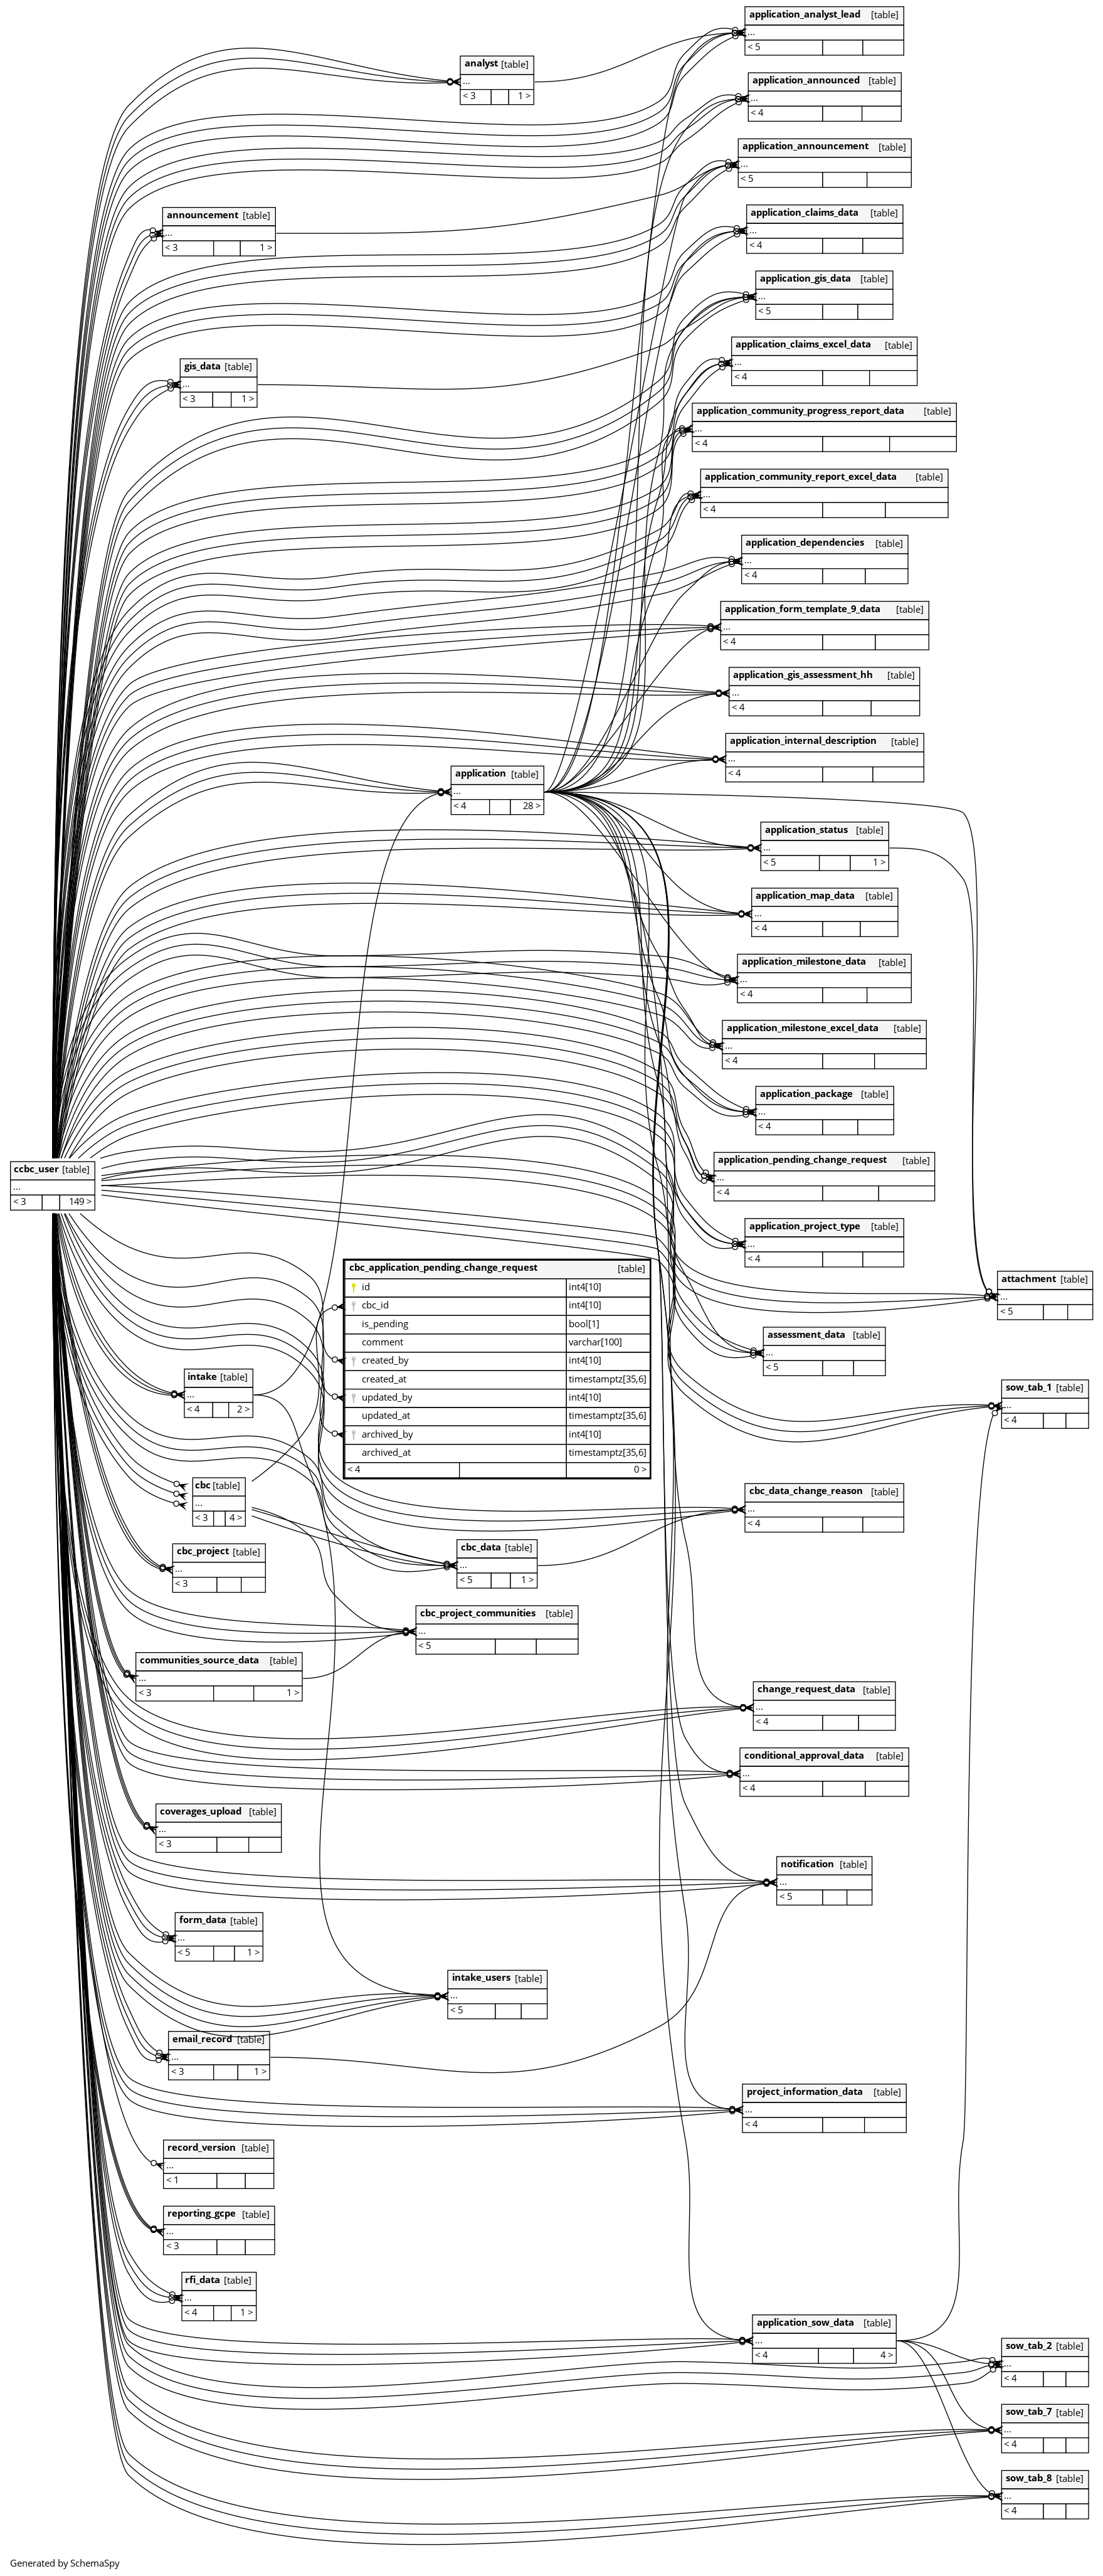 application_analyst_lead [table]
...
< 5
analyst [table]
...
< 3 1 >
application_announced [table]
...
< 4
application_announcement [table]
...
< 5
announcement [table]
...
< 3 1 >
application_claims_data [table]
...
< 4
application_gis_data [table]
...
< 5
application_claims_excel_data [table]
...
< 4
gis_data [table]
...
< 3 1 >
application_community_progress_report_data [table]
...
< 4
application_community_report_excel_data [table]
...
< 4
application_dependencies [table]
...
< 4
application_form_template_9_data [table]
...
< 4
application_gis_assessment_hh [table]
...
< 4
application_internal_description [table]
...
< 4
application [table]
...
< 4 28 >
application_status [table]
...
< 5 1 >
application_map_data [table]
...
< 4
application_milestone_data [table]
...
< 4
application_milestone_excel_data [table]
...
< 4
application_package [table]
...
< 4
application_pending_change_request [table]
...
< 4
ccbc_user [table]
...
< 3 149 >
application_project_type [table]
...
< 4
cbc_application_pending_change_request [table]
id int4[10]
cbc_id int4[10]
is_pending bool[1]
comment varchar[100]
created_by int4[10]
created_at timestamptz[35,6]
updated_by int4[10]
updated_at timestamptz[35,6]
archived_by int4[10]
archived_at timestamptz[35,6]
< 4 0 >
attachment [table]
...
< 5
assessment_data [table]
...
< 5
intake [table]
...
< 4 2 >
sow_tab_1 [table]
...
< 4
cbc [table]
...
< 3 4 >
cbc_data_change_reason [table]
...
< 4
cbc_project [table]
...
< 3
cbc_data [table]
...
< 5 1 >
cbc_project_communities [table]
...
< 5
communities_source_data [table]
...
< 3 1 >
change_request_data [table]
...
< 4
conditional_approval_data [table]
...
< 4
coverages_upload [table]
...
< 3
notification [table]
...
< 5
form_data [table]
...
< 5 1 >
intake_users [table]
...
< 5
email_record [table]
...
< 3 1 >
project_information_data [table]
...
< 4
record_version [table]
...
< 1
reporting_gcpe [table]
...
< 3
rfi_data [table]
...
< 4 1 >
application_sow_data [table]
...
< 4 4 >
sow_tab_2 [table]
...
< 4
sow_tab_7 [table]
...
< 4
sow_tab_8 [table]
...
< 4
Generated by SchemaSpy